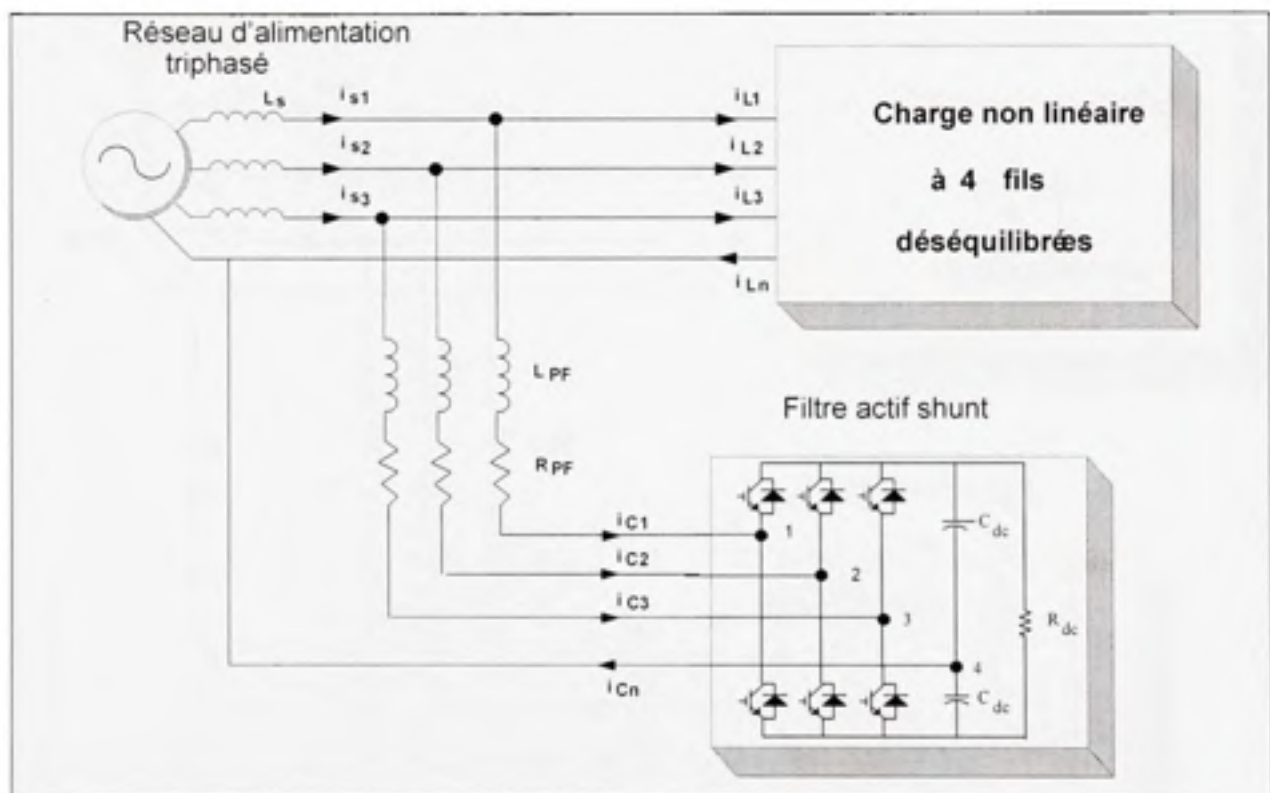 Réseau d'alimentation
triphasé
Ls
is1
is2
is3
iL1
iL2
iL3
iLn
Charge non linéaire
à 4 fils
déséquilibrées
LPF
RPF
Filtre actif shunt
iC1
iC2
iC3
iCn
1
2
3
4
Cdc
Cdc
Rdc